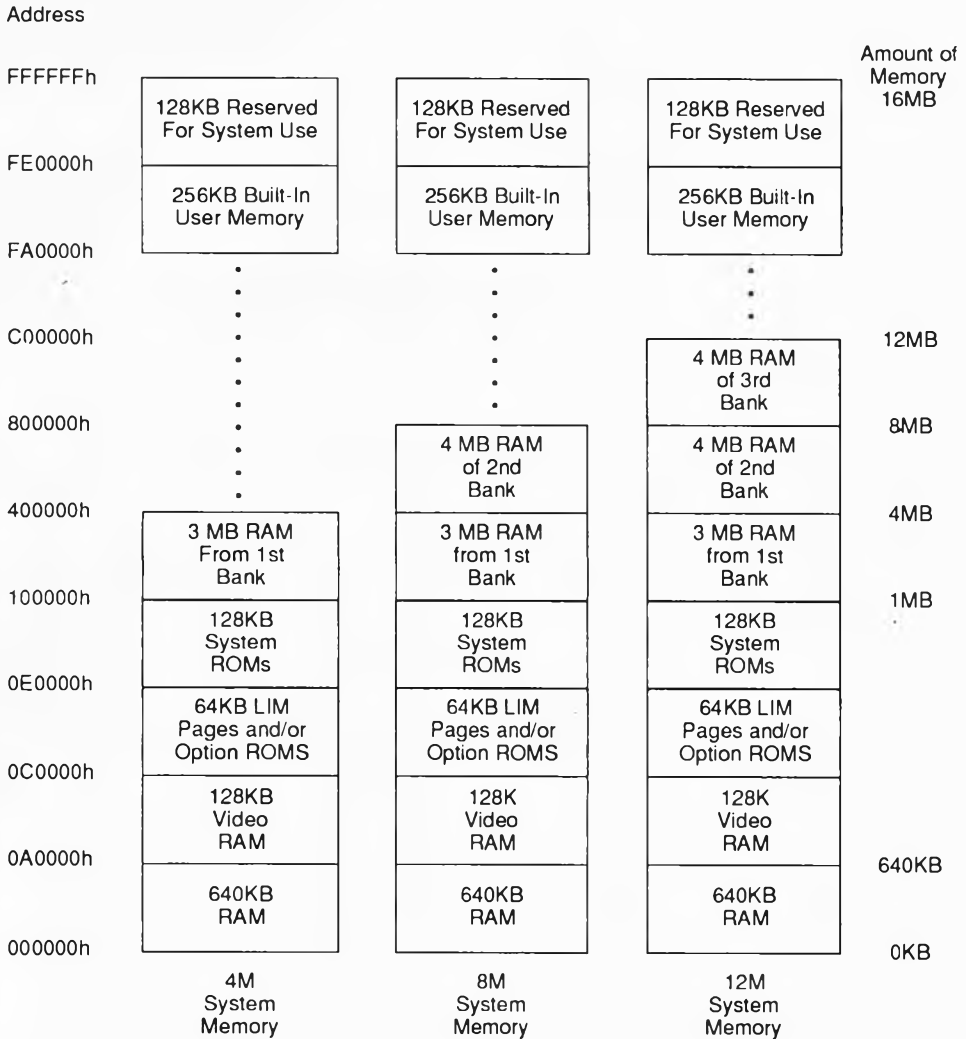 Address
Amount of
Memory
16MB
FFFFFFh
128KB Reserved
For System Use
128KB Reserved
For System Use
128KB Reserved
For System Use
FE0000h
256KB Built-In
User Memory
256KB Built-In
User Memory
256KB Built-In
User Memory
FA0000h
C00000h
12MB
4 MB RAM
of 3rd
Bank
800000h
8MB
4 MB RAM
of 2nd
Bank
4 MB RAM
of 2nd
Bank
400000h
4MB
3 MB RAM
From 1st
Bank
3 MB RAM
from 1st
Bank
3 MB RAM
from 1st
Bank
100000h
1MB
128KB
System
ROMs
128KB
System
ROMs
128KB
System
ROMs
0E0000h
64KB LIM
Pages and/or
Option ROMS
64KB LIM
Pages and/or
Option ROMS
64KB LIM
Pages and/or
Option ROMS
0C0000h
128KB
Video
RAM
128K
Video
RAM
128K
Video
RAM
0A0000h
640KB
640KB
RAM
640KB
RAM
640KB
RAM
000000h
0KB
4M
System
Memory
8M
System
Memory
12M
System
Memory